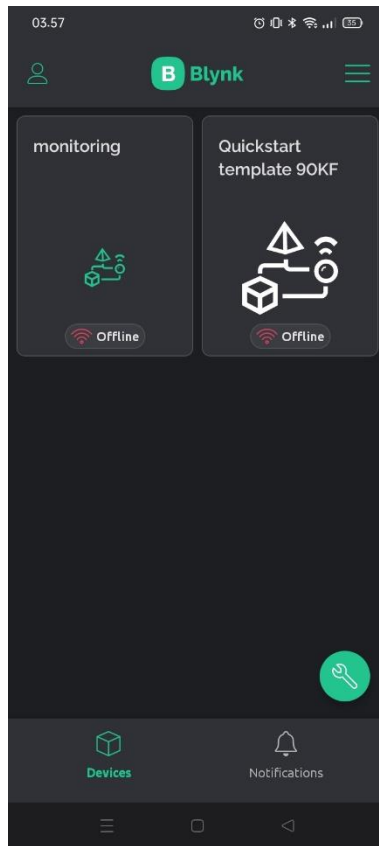 03.57
35
B Blynk
monitoring
Quickstart
template 90KF
Offline
Offline
Devices
Notifications